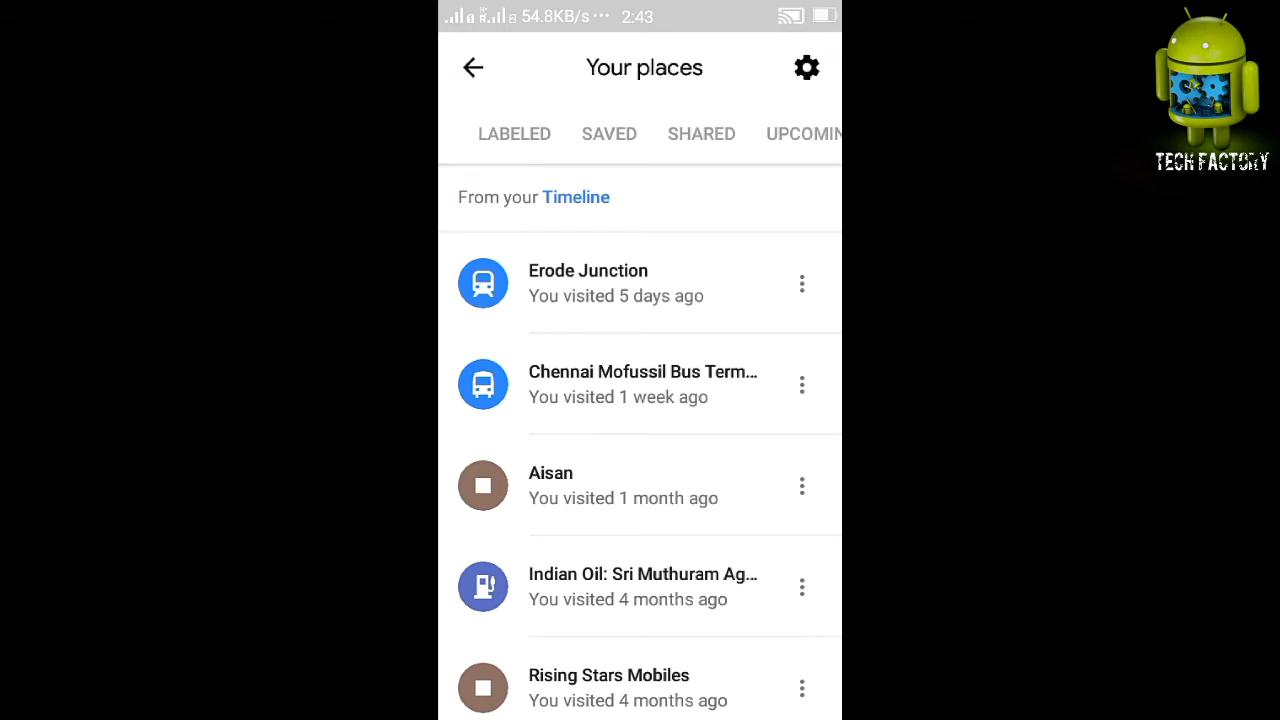 54.8KB/s ··· 2:43
Your places
LABELED SAVED SHARED UPCOMIN
From your Timeline
Erode Junction
You visited 5 days ago
Chennai Mofussil Bus Term...
You visited 1 week ago
Aisan
You visited 1 month ago
Indian Oil: Sri Muthuram Ag...
You visited 4 months ago
Rising Stars Mobiles
You visited 4 months ago
TECH FACTORY